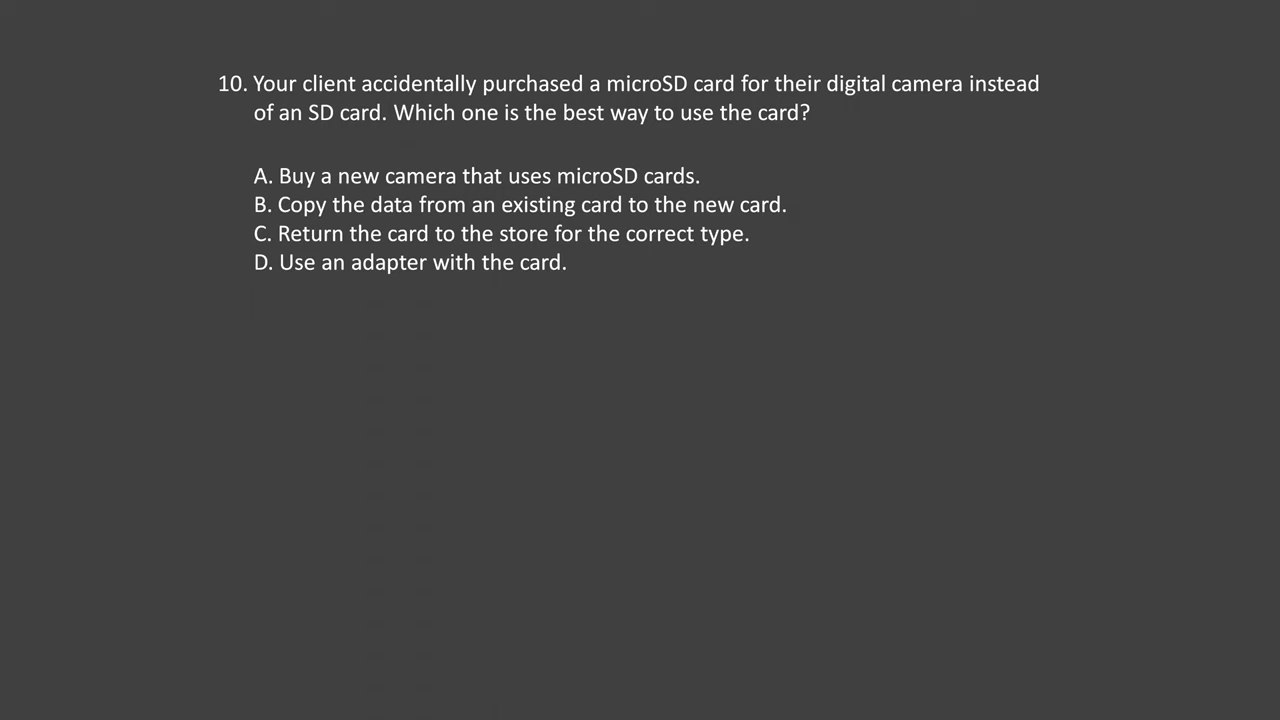 10. Your client accidentally purchased a microSD card for their digital camera instead
of an SD card. Which one is the best way to use the card?
A. Buy a new camera that uses microSD cards.
B. Copy the data from an existing card to the new card.
C. Return the card to the store for the correct type.
D. Use an adapter with the card.